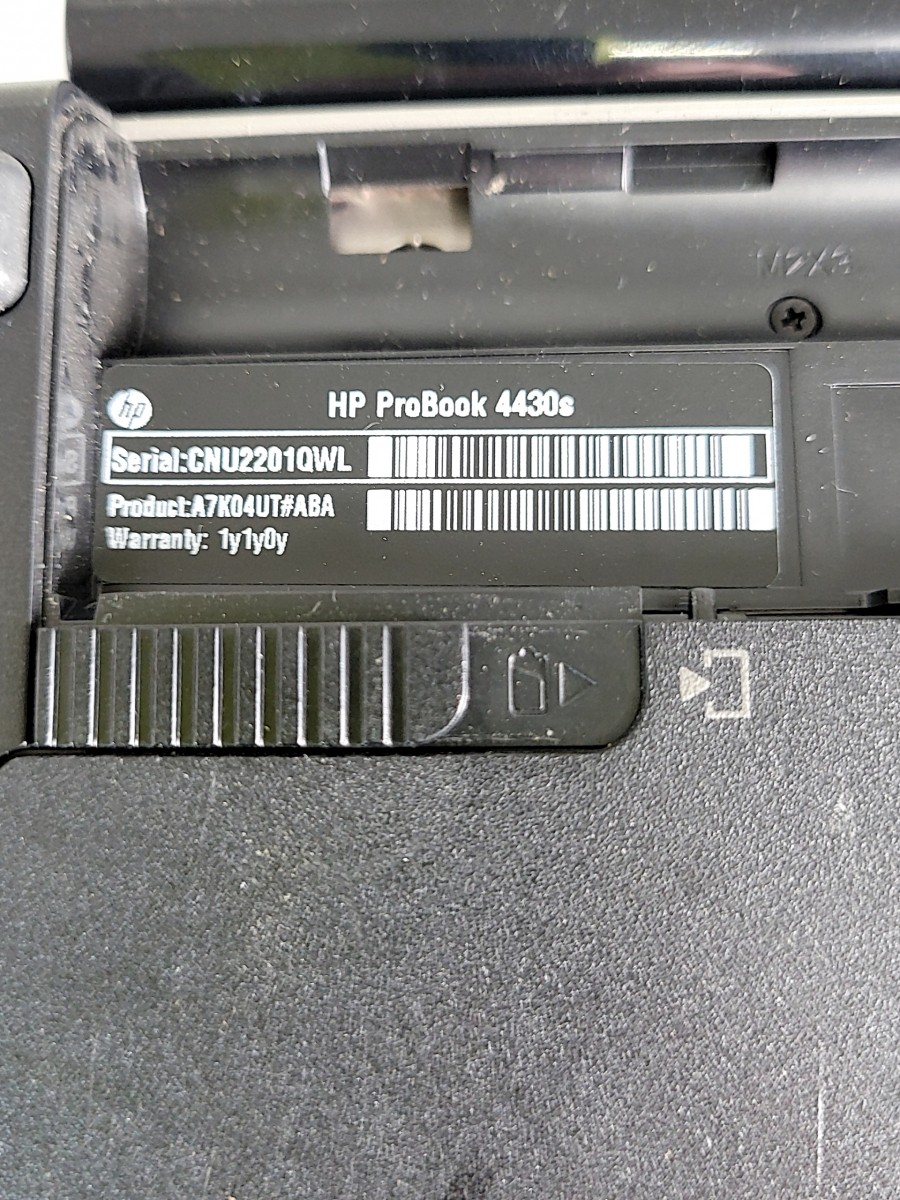 M2X3
hp
HP ProBook 4430s
Serial:CNU2201QWL
Product:A7K04UT#ABA
Warranty: 1y1y0y